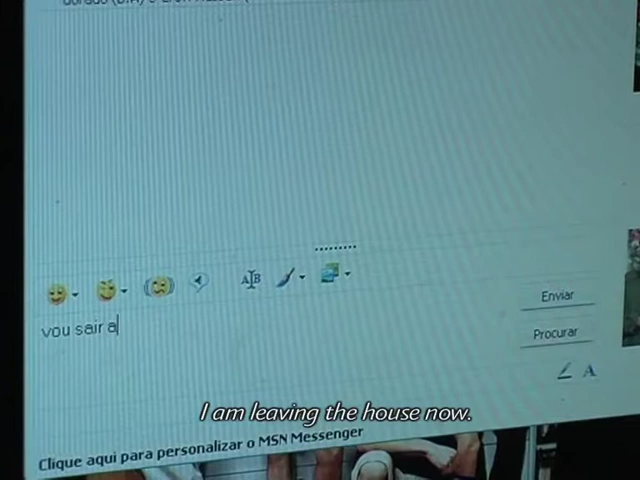 Enviar
vou sair a
Procurar
A
I am leaving the house now.
Clique aqui para personalizar o MSN Messenger